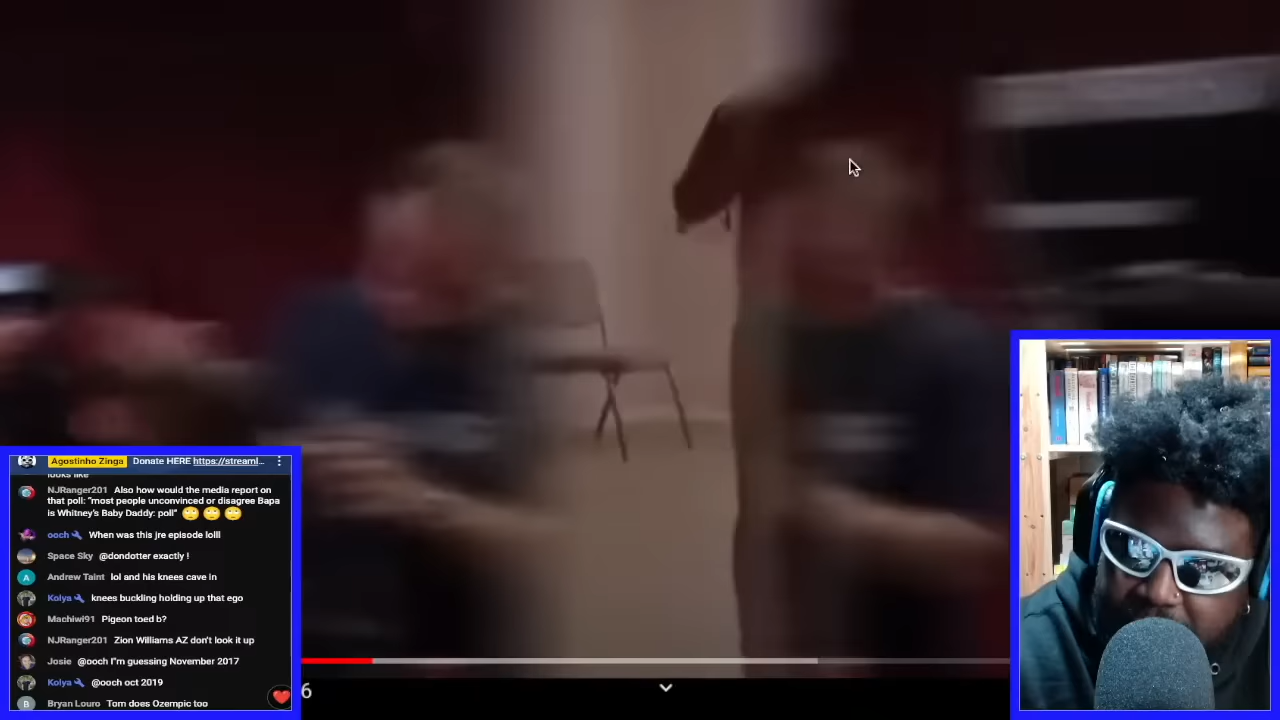 Agostinho Zinga Donate HERE https://streaml...
looks like
NJRanger201 Also how would the media report on
that poll: "most people unconvinced or disagree Bapa
is Whitney's Baby Daddy: poll" 🙄 🙄 🙄
ooch When was this jre episode lolll
Space Sky @dondotter exactly !
Andrew Taint lol and his knees cave in
Kolya knees buckling holding up that ego
Machiwi91 Pigeon toed b?
NJRanger201 Zion Williams AZ don't look it up
Josie @ooch I"m guessing November 2017
Kolya @ooch oct 2019
Bryan Louro Tom does Ozempic too
6